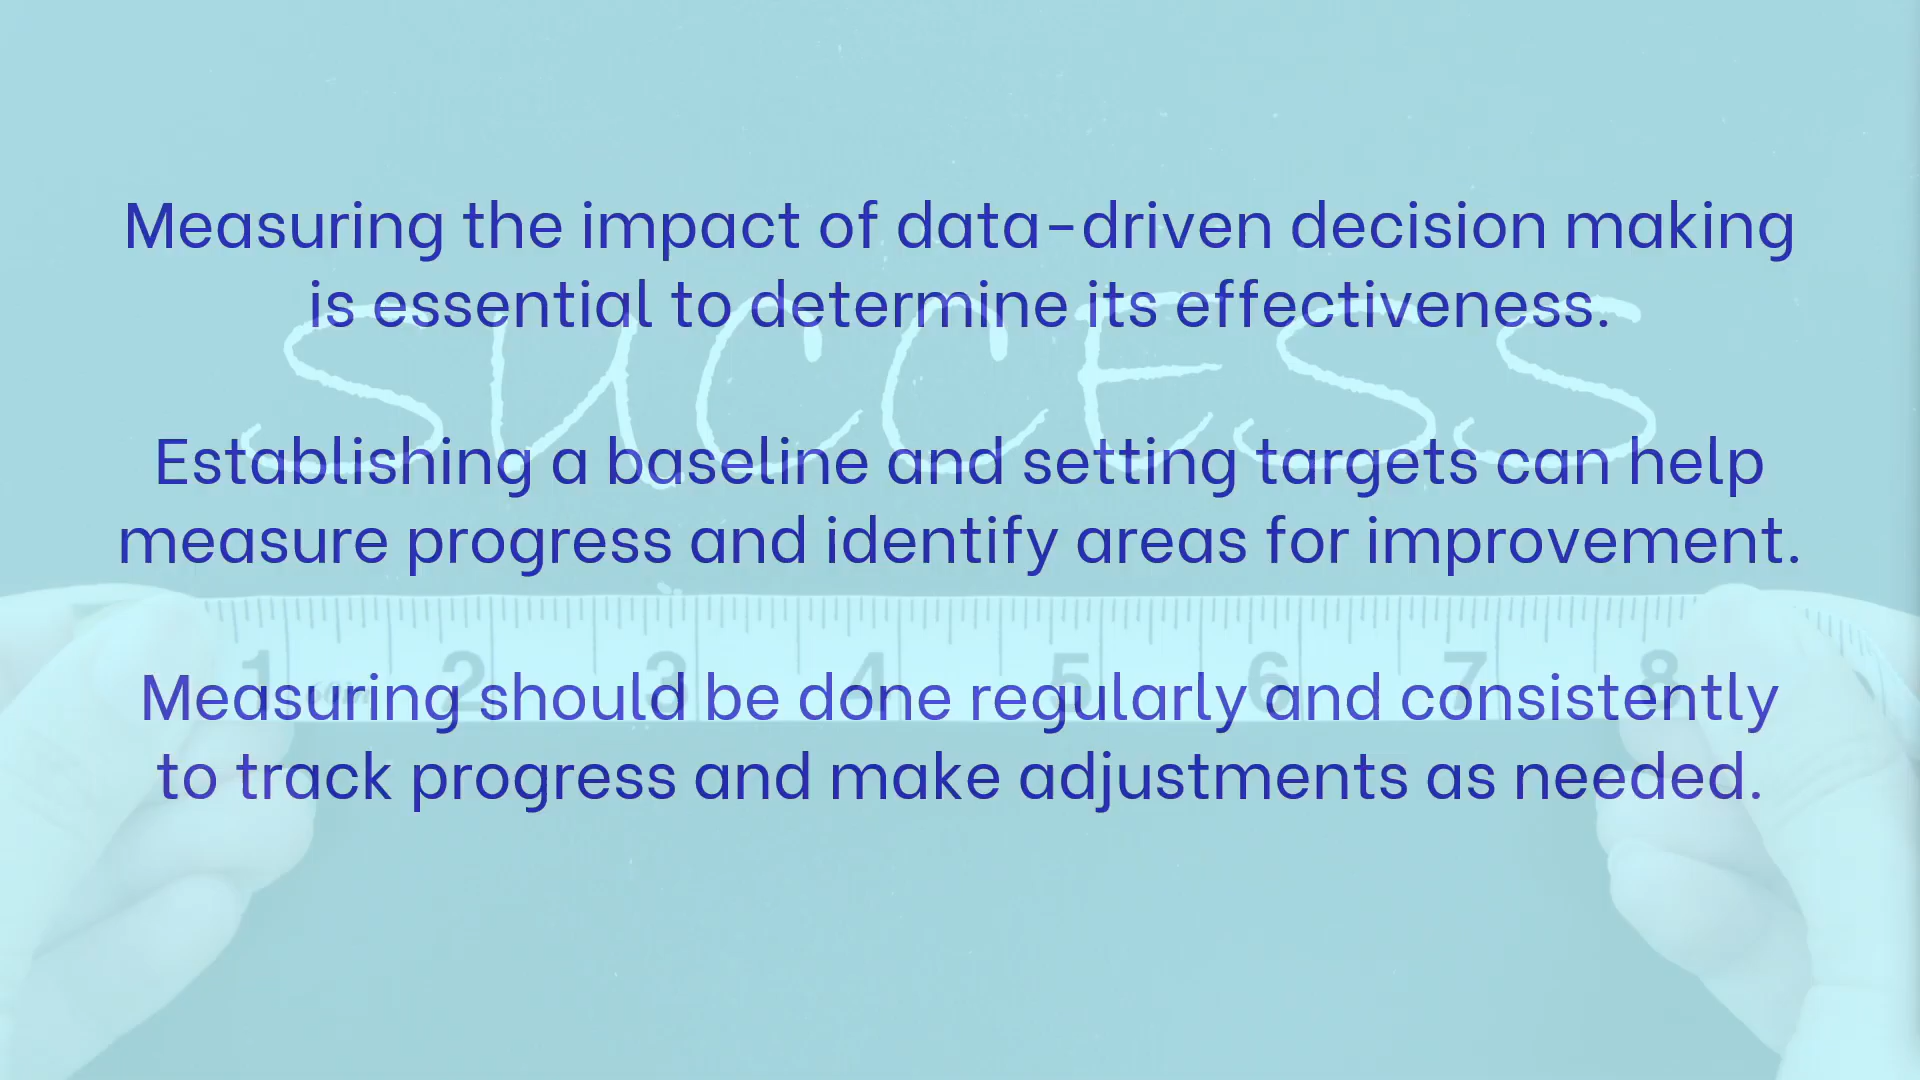 Measuring the impact of data-driven decision making
is essential to determine its effectiveness.
SUCCESS
Establishing a baseline and setting targets can help
measure progress and identify areas for improvement.
1 2 3 4 5 6 7 8
Measuring should be done regularly and consistently
to track progress and make adjustments as needed.